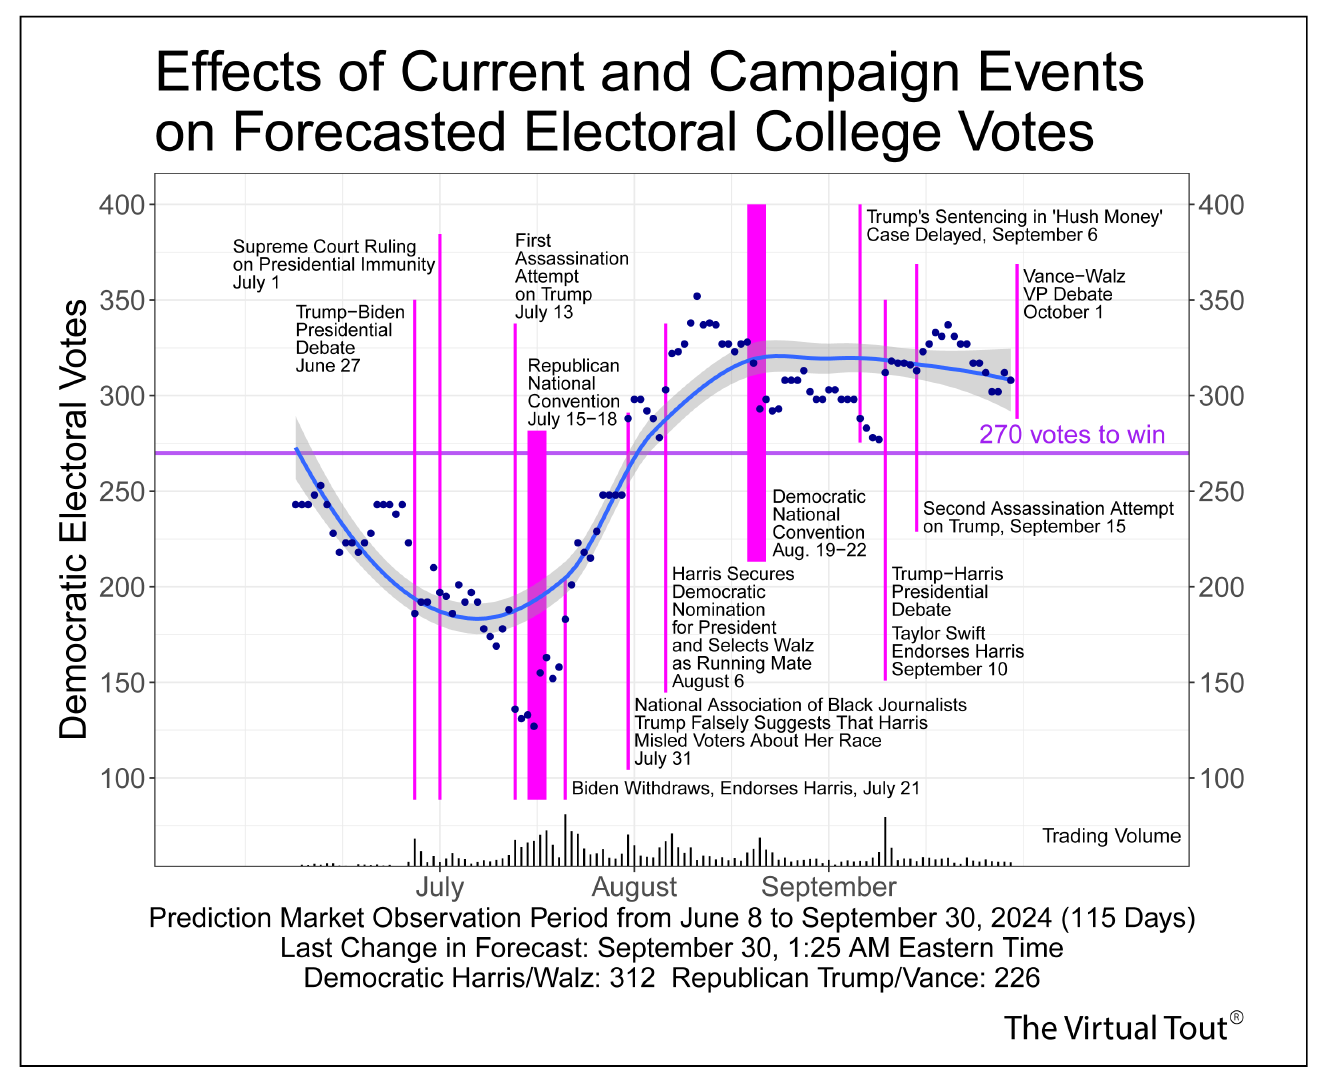 Effects of Current and Campaign Events
on Forecasted Electoral College Votes
Democratic Electoral Votes
400
350
300
250
200
150
100
400
350
300
250
200
150
100
Supreme Court Ruling
on Presidential Immunity
July 1
Trump−Biden
Presidential
Debate
June 27
First
Assassination
Attempt
on Trump
July 13
Republican
National
Convention
July 15−18
Trump's Sentencing in 'Hush Money'
Case Delayed, September 6
Vance−Walz
VP Debate
October 1
270 votes to win
Democratic
National
Convention
Aug. 19−22
Second Assassination Attempt
on Trump, September 15
Harris Secures
Democratic
Nomination
for President
and Selects Walz
as Running Mate
August 6
Trump−Harris
Presidential
Debate
Taylor Swift
Endorses Harris
September 10
National Association of Black Journalists
Trump Falsely Suggests That Harris
Misled Voters About Her Race
July 31
Biden Withdraws, Endorses Harris, July 21
Trading Volume
July
August
September
Prediction Market Observation Period from June 8 to September 30, 2024 (115 Days)
Last Change in Forecast: September 30, 1:25 AM Eastern Time
Democratic Harris/Walz: 312 Republican Trump/Vance: 226
The Virtual Tout®